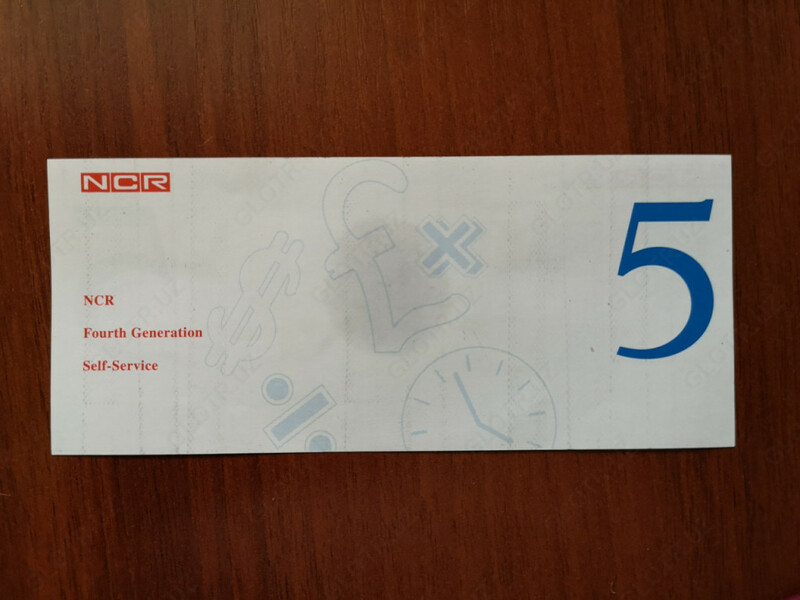 NCR
5
NCR
Fourth Generation
Self-Service